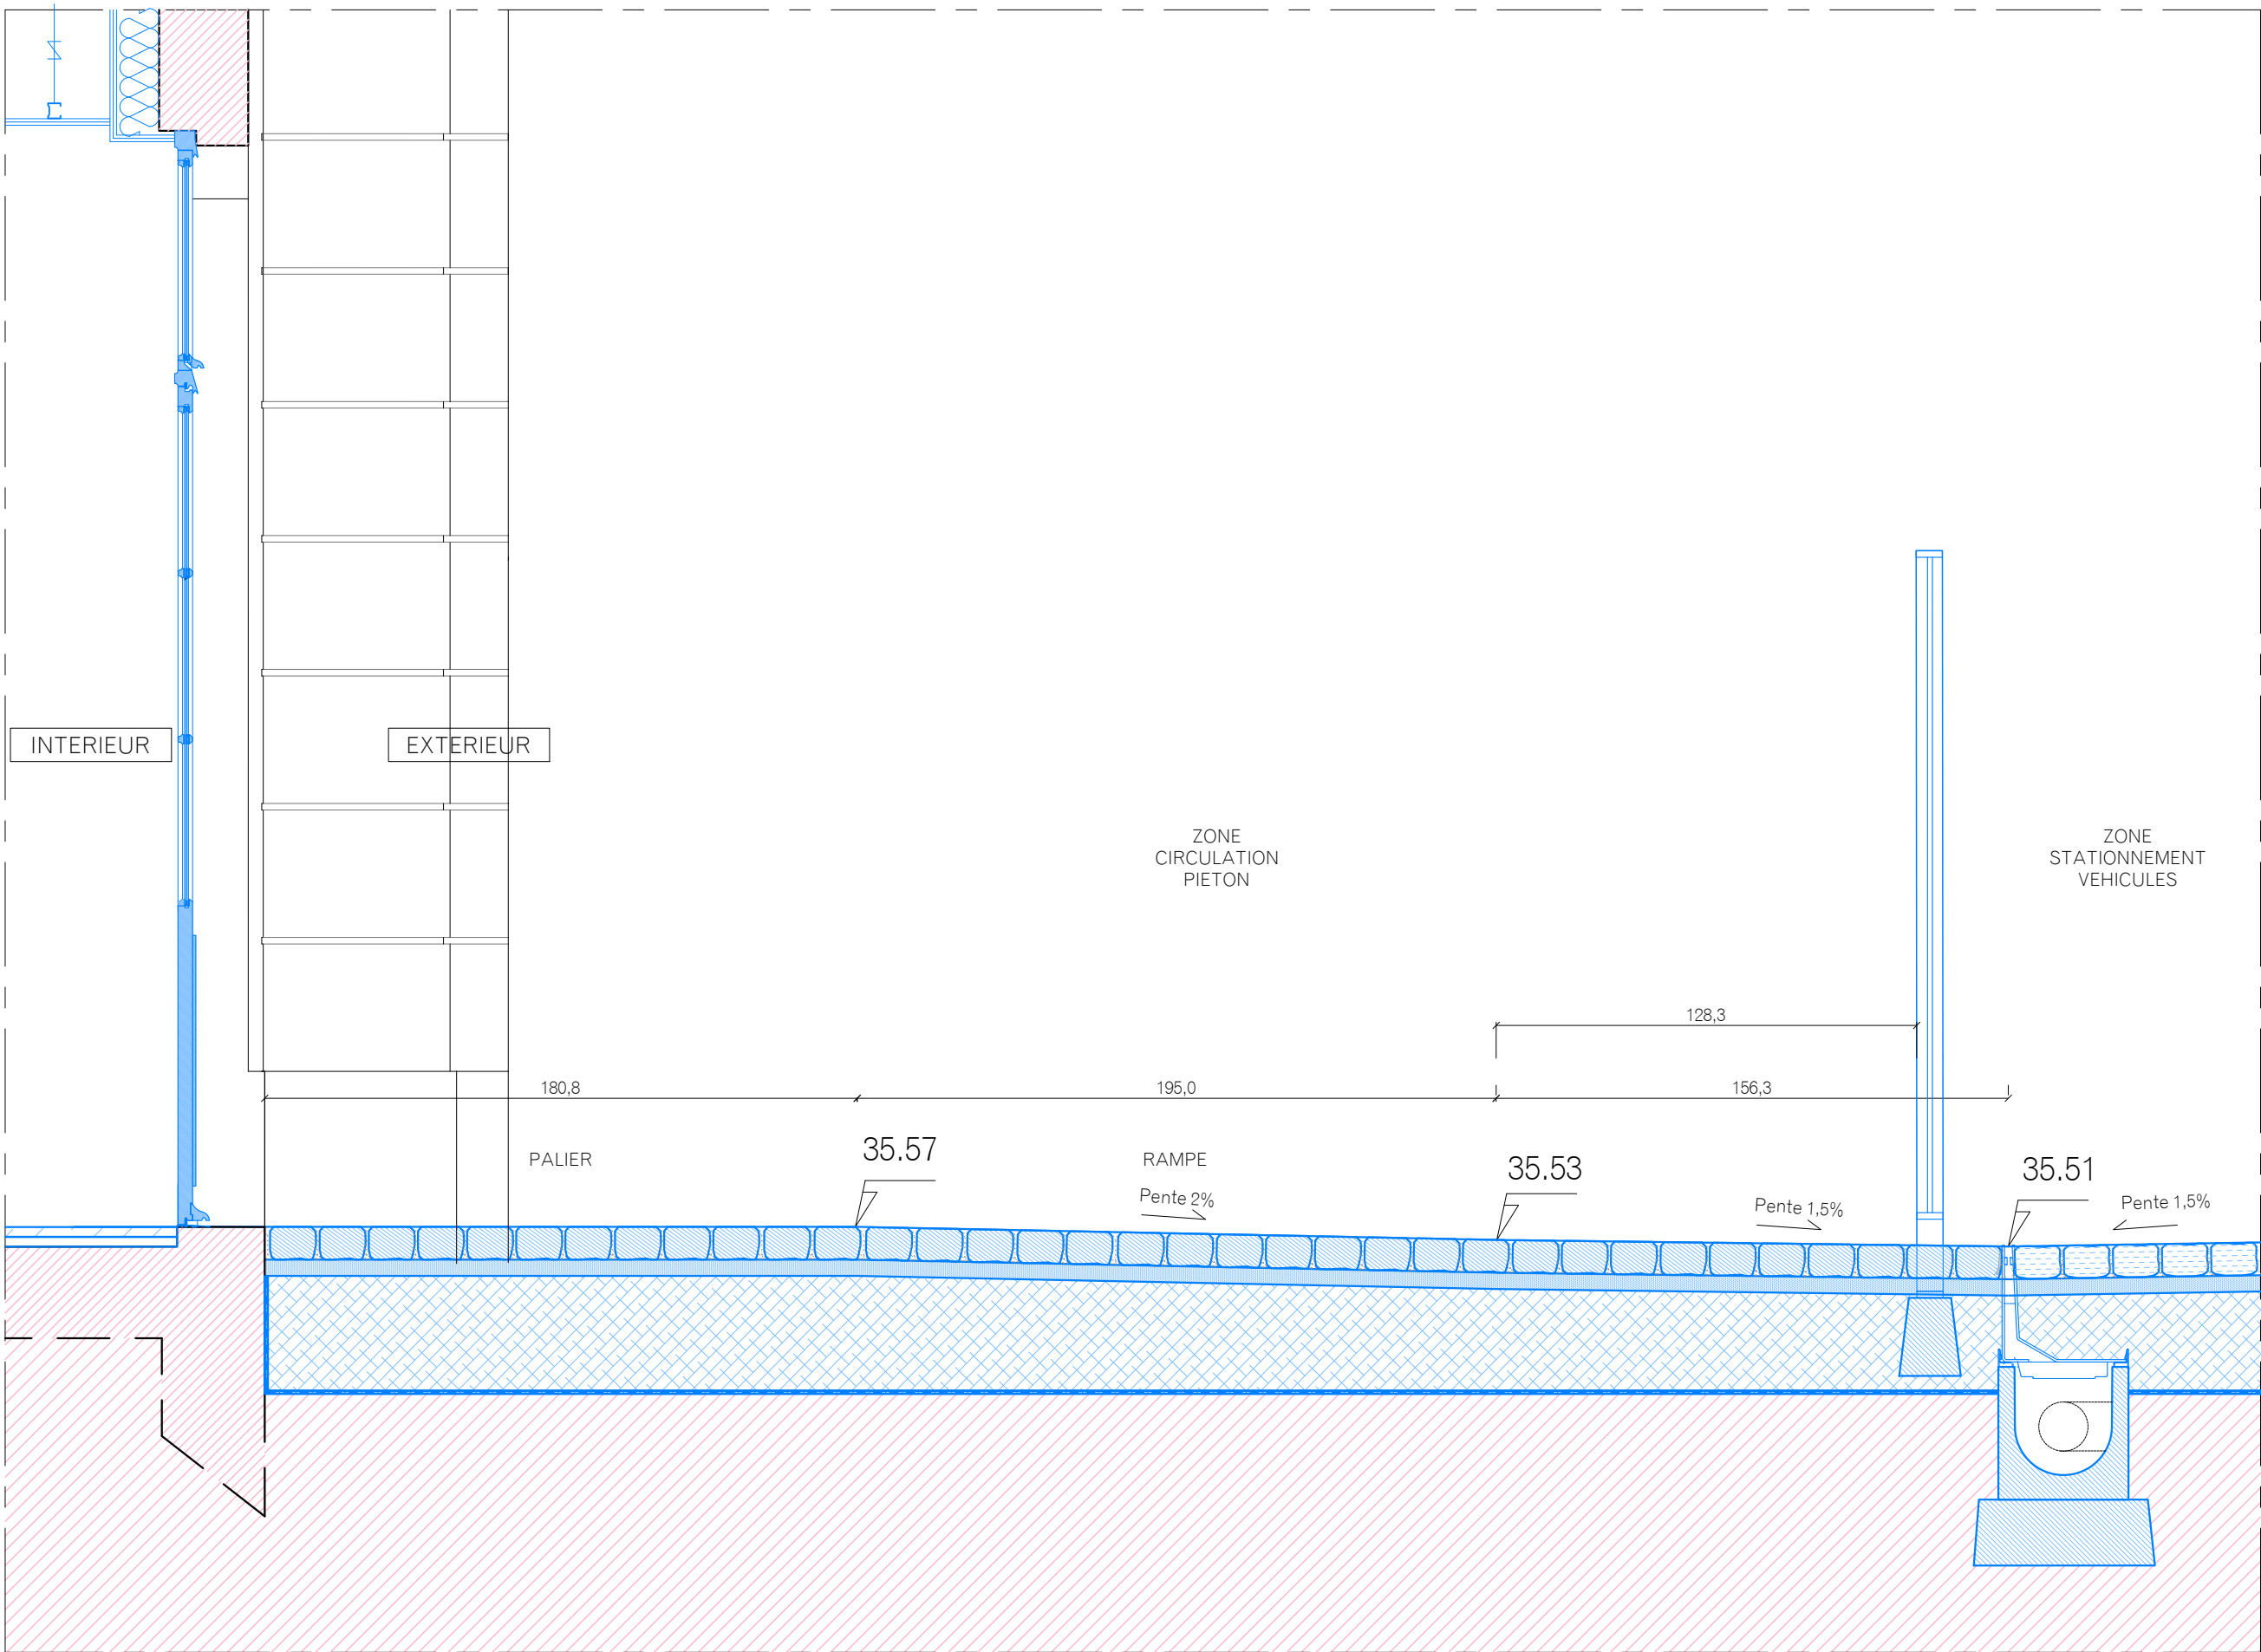 INTERIEUR
EXTERIEUR
ZONE
CIRCULATION
PIETON
ZONE
STATIONNEMENT
VEHICULES
128,3
180,8
195,0
156,3
PALIER
35.57
RAMPE
Pente 2%
35.53
Pente 1,5%
35.51
Pente 1,5%